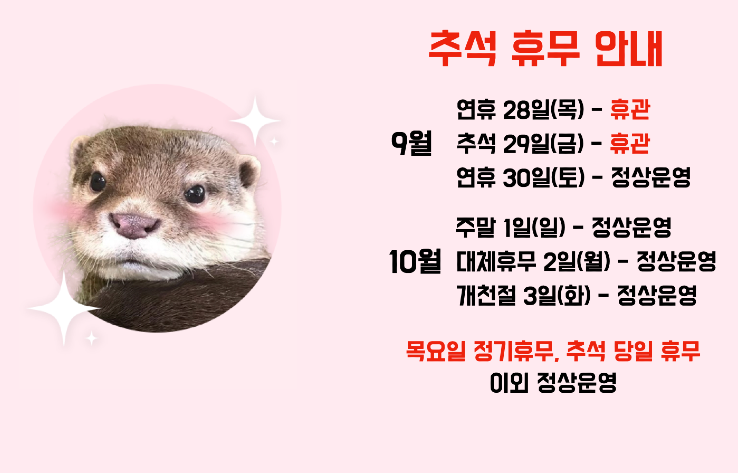 추석 휴무 안내
9월
연휴 28일(목) - 휴관
추석 29일(금) - 휴관
연휴 30일(토) - 정상운영
10월
주말 1일(일) - 정상운영
대체휴무 2일(월) - 정상운영
개천절 3일(화) - 정상운영
목요일 정기휴무, 추석 당일 휴무
이외 정상운영